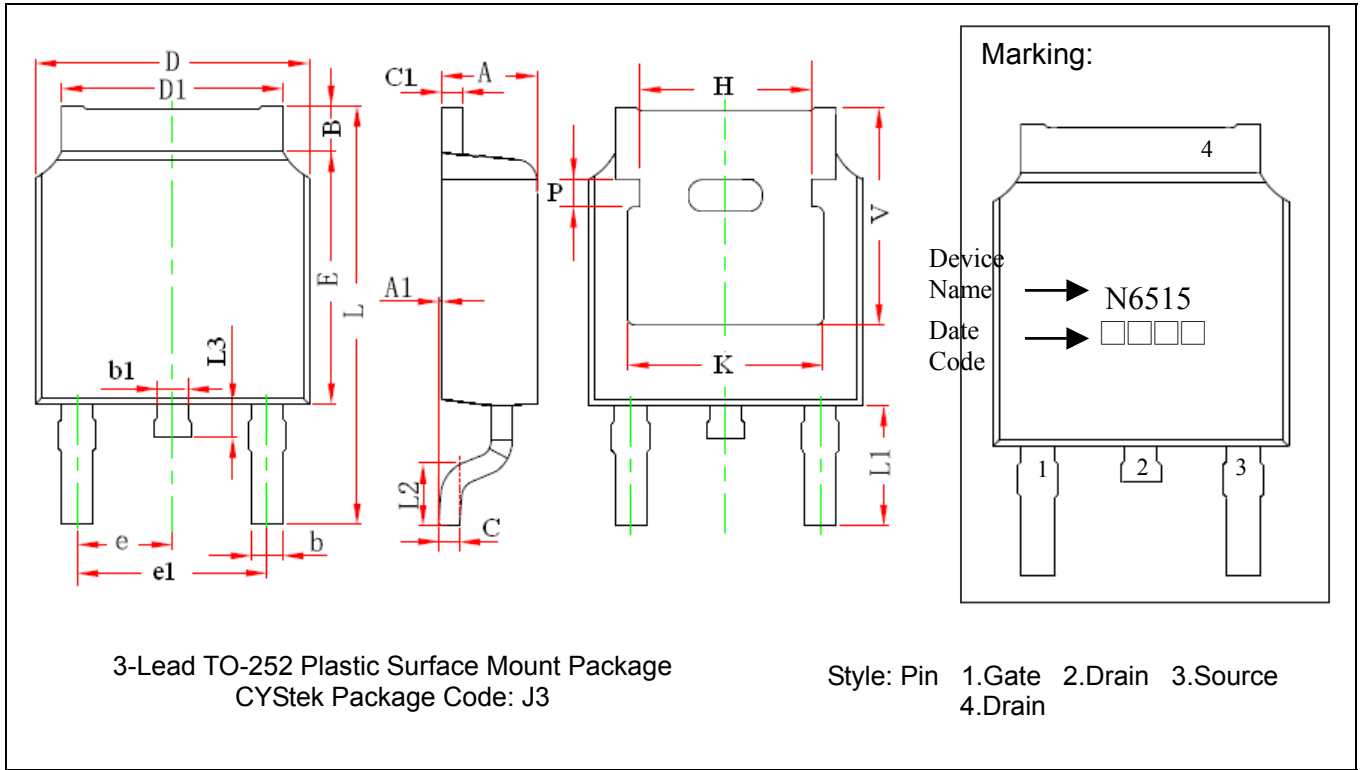 D
D1
B
E
L
L3
b1
e
e1
b
C1
A
A1
L2
C
H
P
V
K
L1
Marking:
4
Device
Name
N6515
Date
Code
□□□□
1
2
3
3-Lead TO-252 Plastic Surface Mount Package
CYStek Package Code: J3
Style: Pin 1.Gate 2.Drain 3.Source
4.Drain